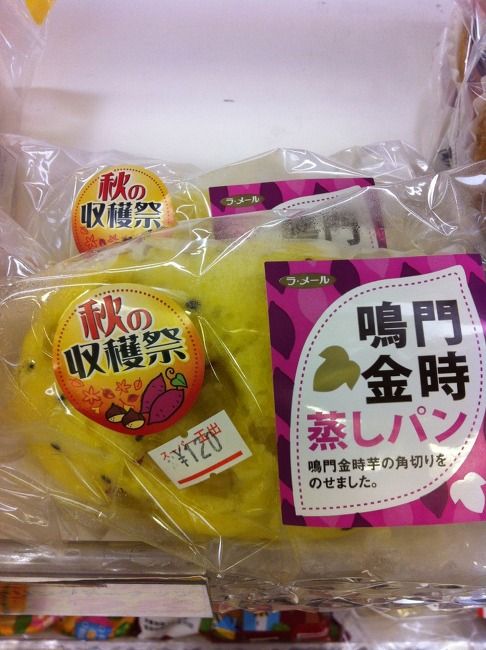 秋の
収穫祭
ラ・メール
鳴門
秋の
収穫祭
¥120
ラ・メール
鳴門
金時
蒸しパン
鳴門金時芋の角切りを
のせました。